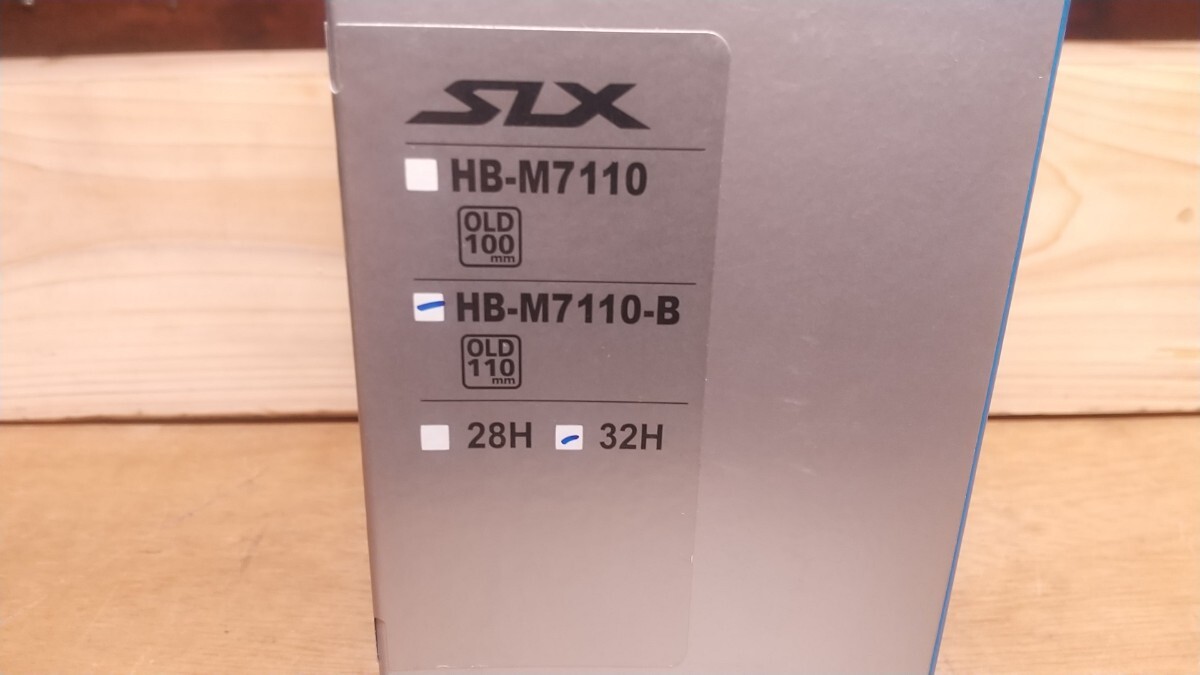 SLX
HB-M7110
OLD
100
mm
HB-M7110-B
OLD
110
mm
28H 32H